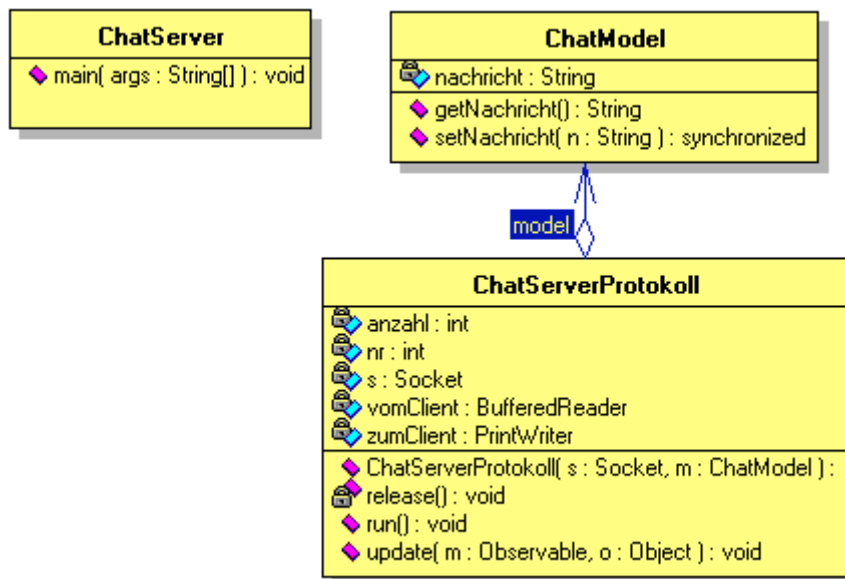 ChatServer
main( args : String[] ) : void
ChatModel
nachricht : String
getNachricht() : String
setNachricht( n : String ) : synchronized
model
ChatServerProtokoll
anzahl : int
nr : int
s : Socket
vomClient : BufferedReader
zumClient : PrintWriter
ChatServerProtokoll( s : Socket, m : ChatModel ) :
release() : void
run() : void
update( m : Observable, o : Object ) : void